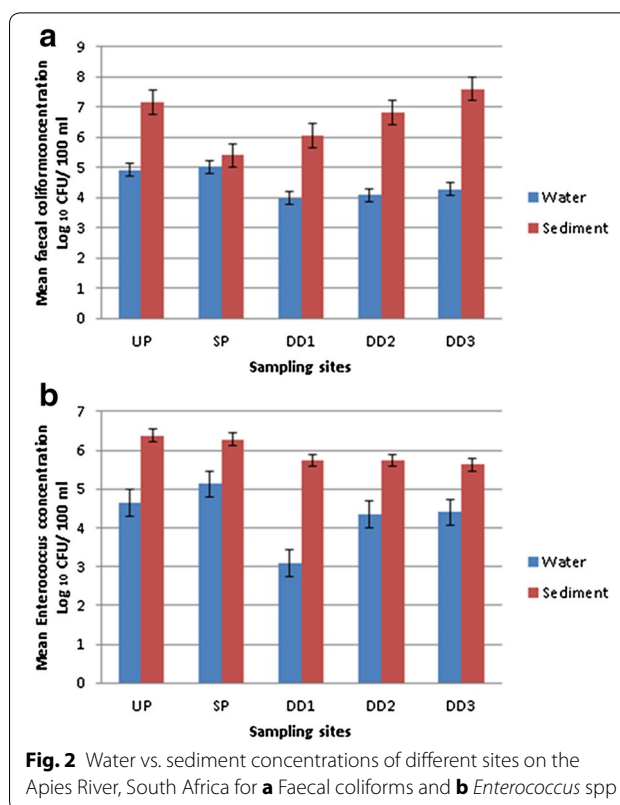 a
Mean faecal coliformconcentration
Log 10 CFU/ 100 ml
9
8
7
6
5
4
3
2
1
0
UP SP DD1 DD2 DD3
Sampling sites
Water
Sediment
b
Mean Enterococcus cconcentration
Log 10 CFU/ 100 ml
7
6
5
4
3
2
1
0
UP SP DD1 DD2 DD3
Sampling sites
Water
Sediment
Fig. 2 Water vs. sediment concentrations of different sites on the
Apies River, South Africa for a Faecal coliforms and b Enterococcus spp